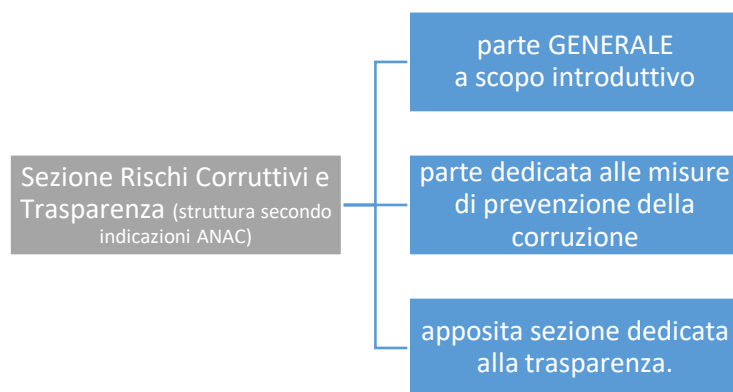 Sezione Rischi Corruttivi e
Trasparenza (struttura secondo
indicazioni ANAC)
parte GENERALE
a scopo introduttivo
parte dedicata alle misure
di prevenzione della
corruzione
apposita sezione dedicata
alla trasparenza.